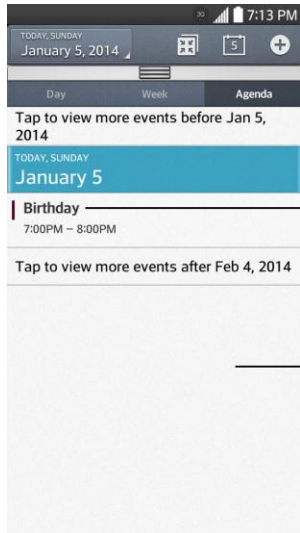 7:13 PM
TODAY, SUNDAY
January 5, 2014
5
Day Week Agenda
Tap to view more events before Jan 5,
2014
TODAY, SUNDAY
January 5
Birthday
7:00PM – 8:00PM
Tap to view more events after Feb 4, 2014